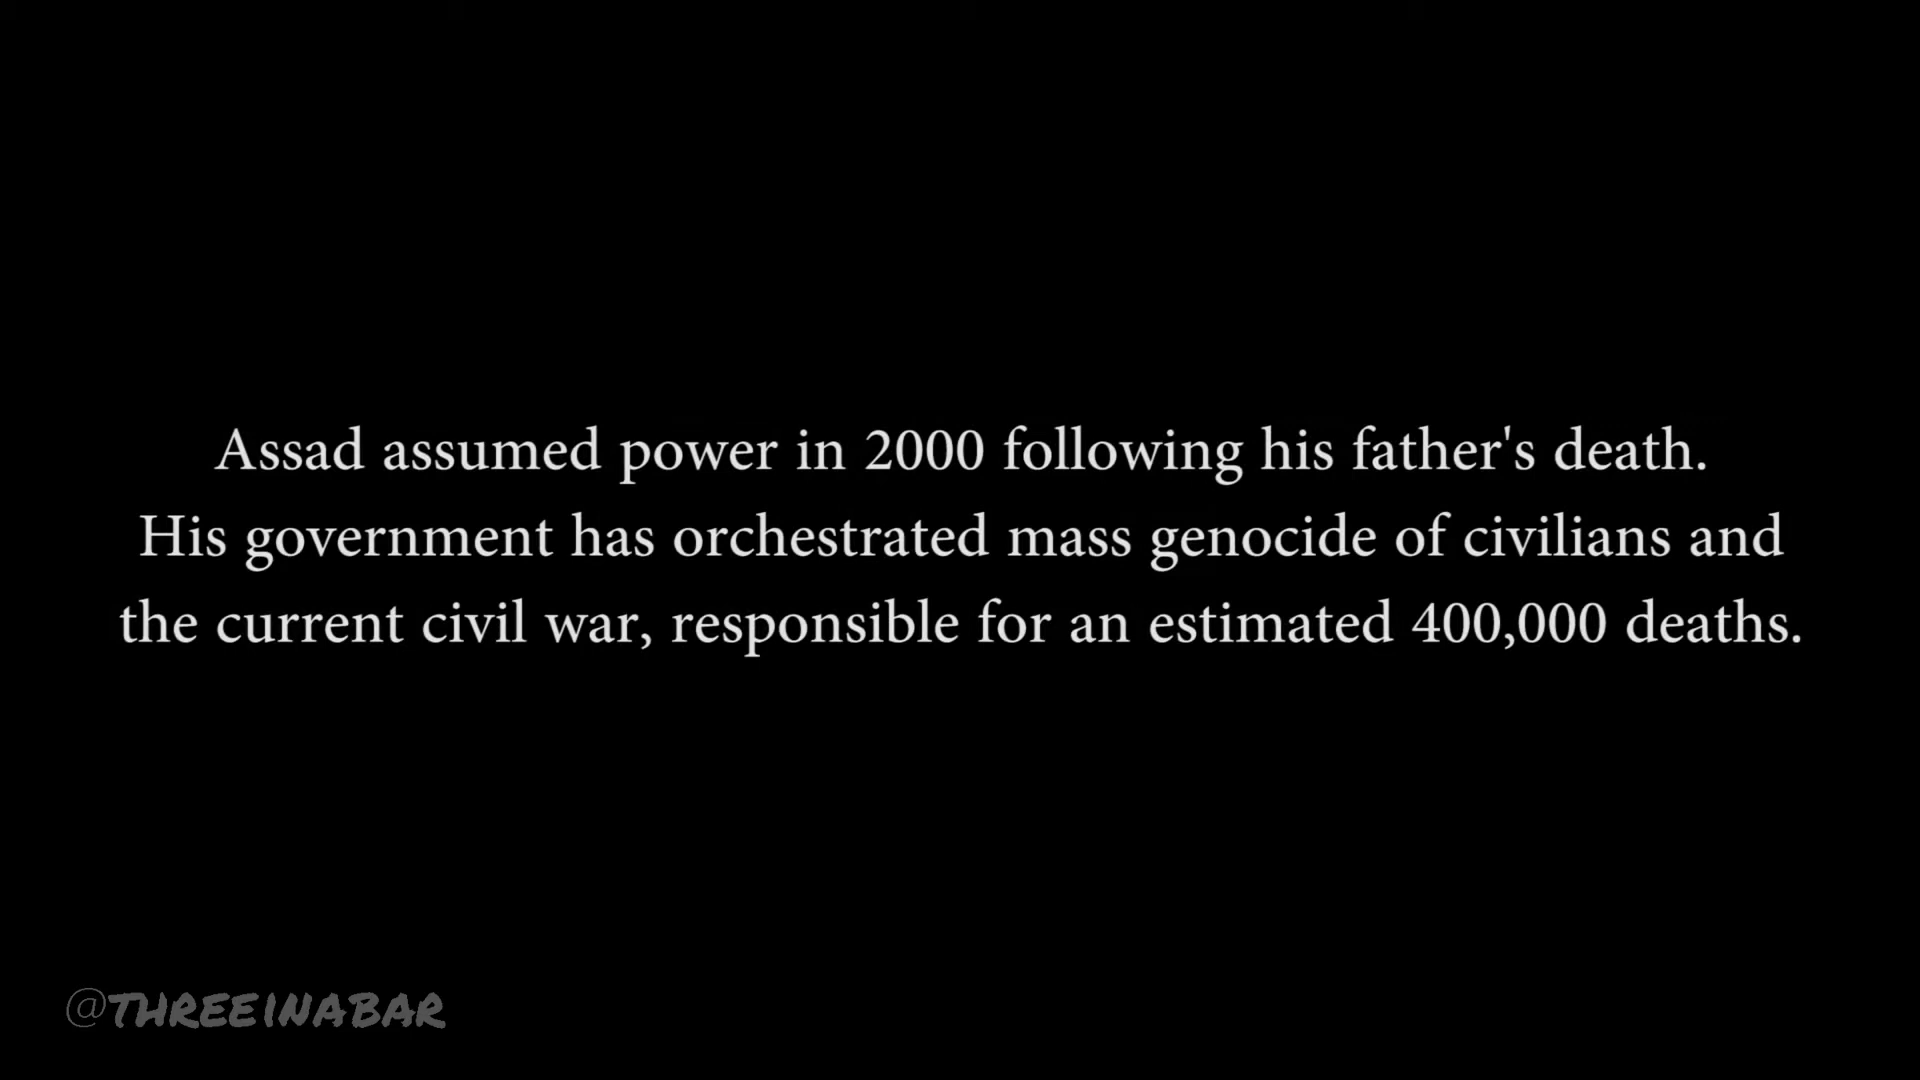 Assad assumed power in 2000 following his father's death.
His government has orchestrated mass genocide of civilians and
the current civil war, responsible for an estimated 400,000 deaths.
@THREEINABAR